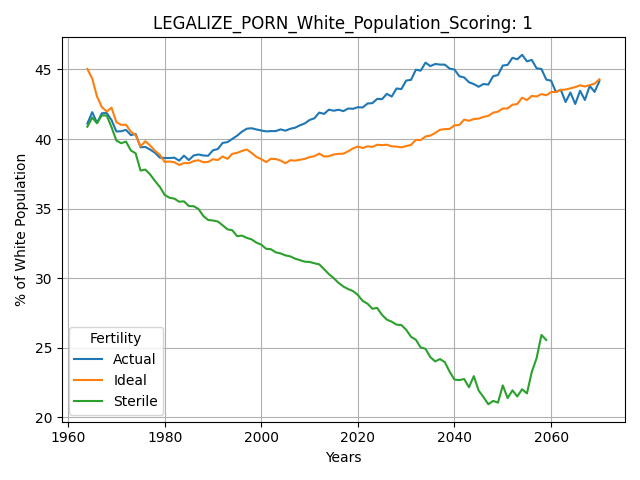 LEGALIZE_PORN_White_Population_Scoring: 1
% of White Population
45
40
35
30
25
20
Fertility
Actual
Ideal
Sterile
1960 1980 2000 2020 2040 2060
Years